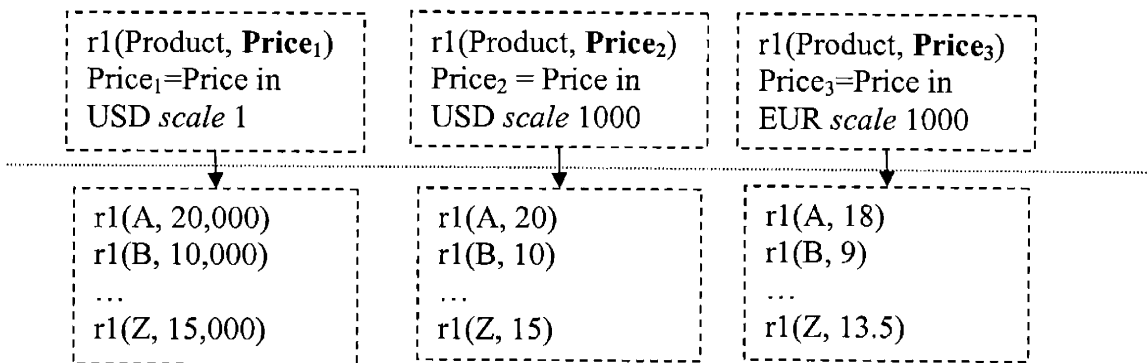 r1(Product, Price₁)
Price₁=Price in
USD scale 1
r1(Product, Price₂)
Price₂ = Price in
USD scale 1000
r1(Product, Price₃)
Price₃=Price in
EUR scale 1000
r1(A, 20,000)
r1(B, 10,000)
...
r1(Z, 15,000)
r1(A, 20)
r1(B, 10)
...
r1(Z, 15)
r1(A, 18)
r1(B, 9)
...
r1(Z, 13.5)